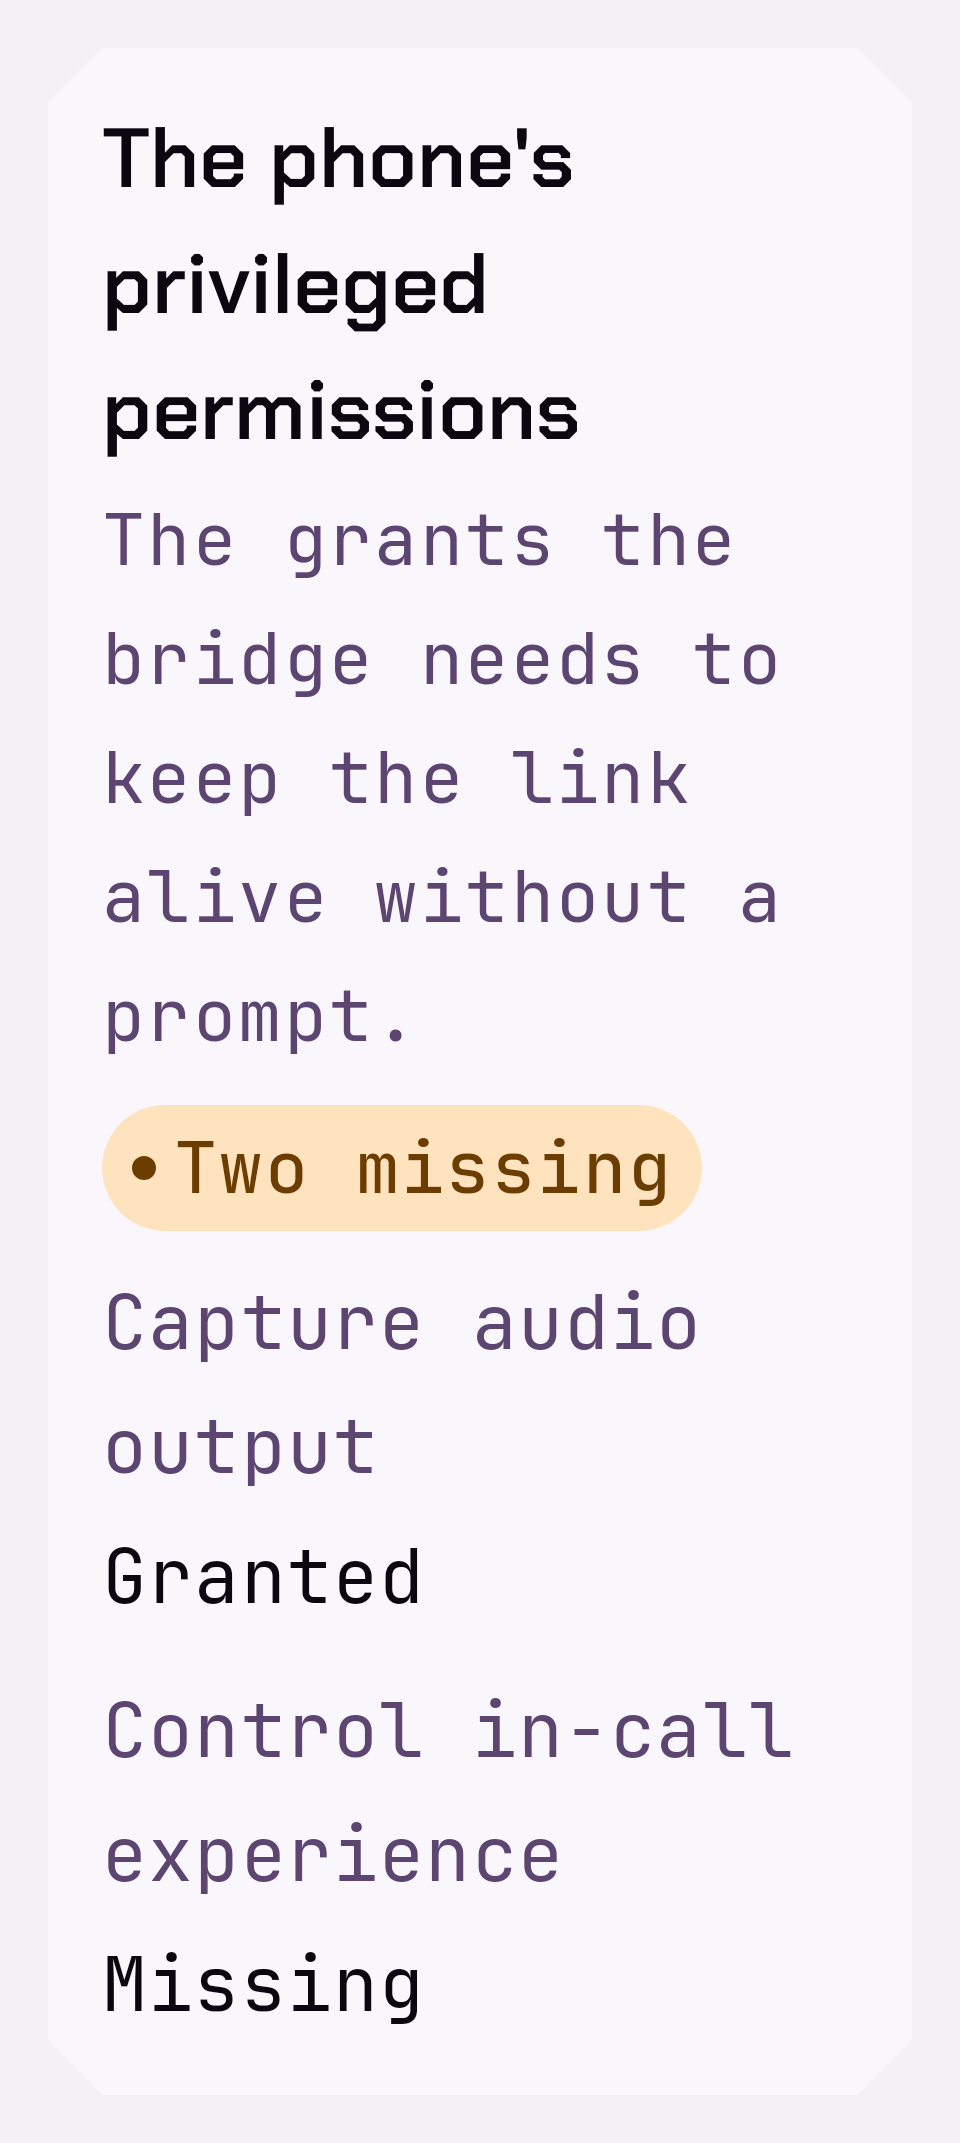 The phone's
privileged
permissions
The grants the
bridge needs to
keep the link
alive without a
prompt.
Two missing
Capture audio
output
Granted
Control in-call
experience
Missing